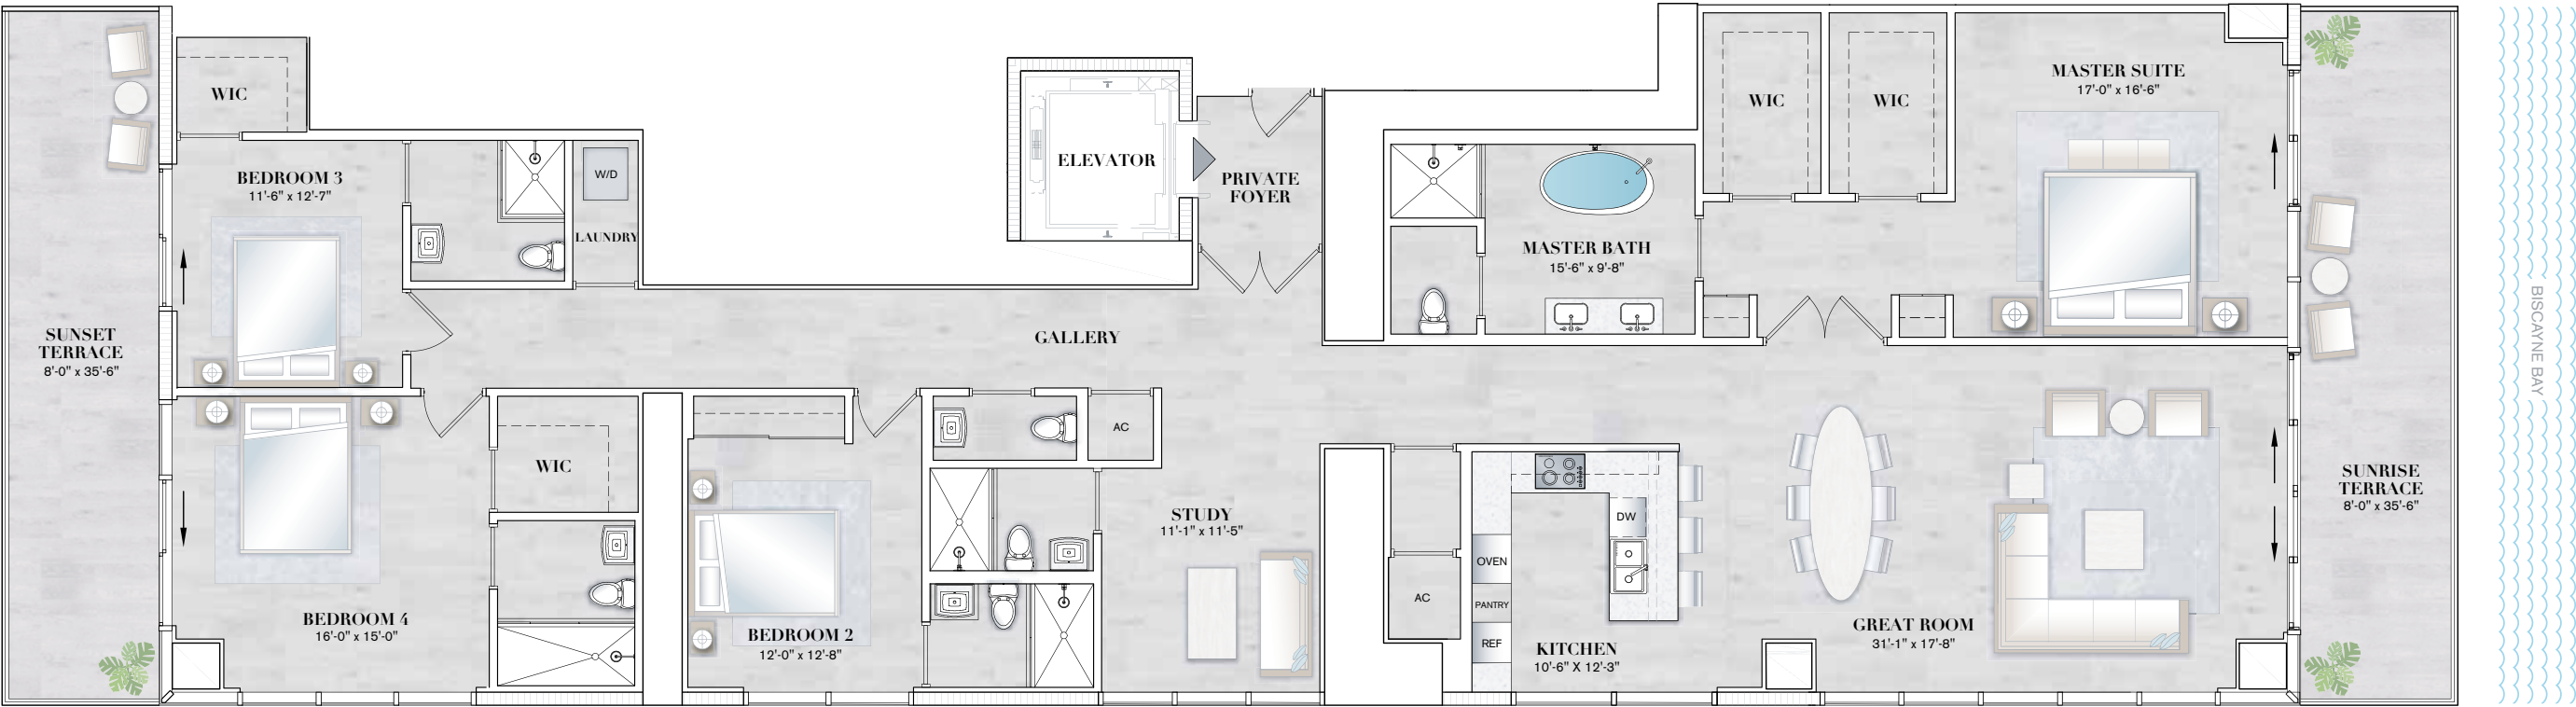 WIC
BEDROOM 3
11'-6" x 12'-7"
W/D
LAUNDRY
SUNSET
TERRACE
8'-0" x 35'-6"
ELEVATOR
PRIVATE
FOYER
GALLERY
MASTER BATH
15'-6" x 9'-8"
WIC
WIC
MASTER SUITE
17'-0" x 16'-6"
BISCAYNE BAY
BEDROOM 4
16'-0" x 15'-0"
WIC
BEDROOM 2
12'-0" x 12'-8"
AC
STUDY
11'-1" x 11'-5"
AC
OVEN
PANTRY
REF
DW
KITCHEN
10'-6" X 12'-3"
GREAT ROOM
31'-1" x 17'-8"
SUNRISE
TERRACE
8'-0" x 35'-6"